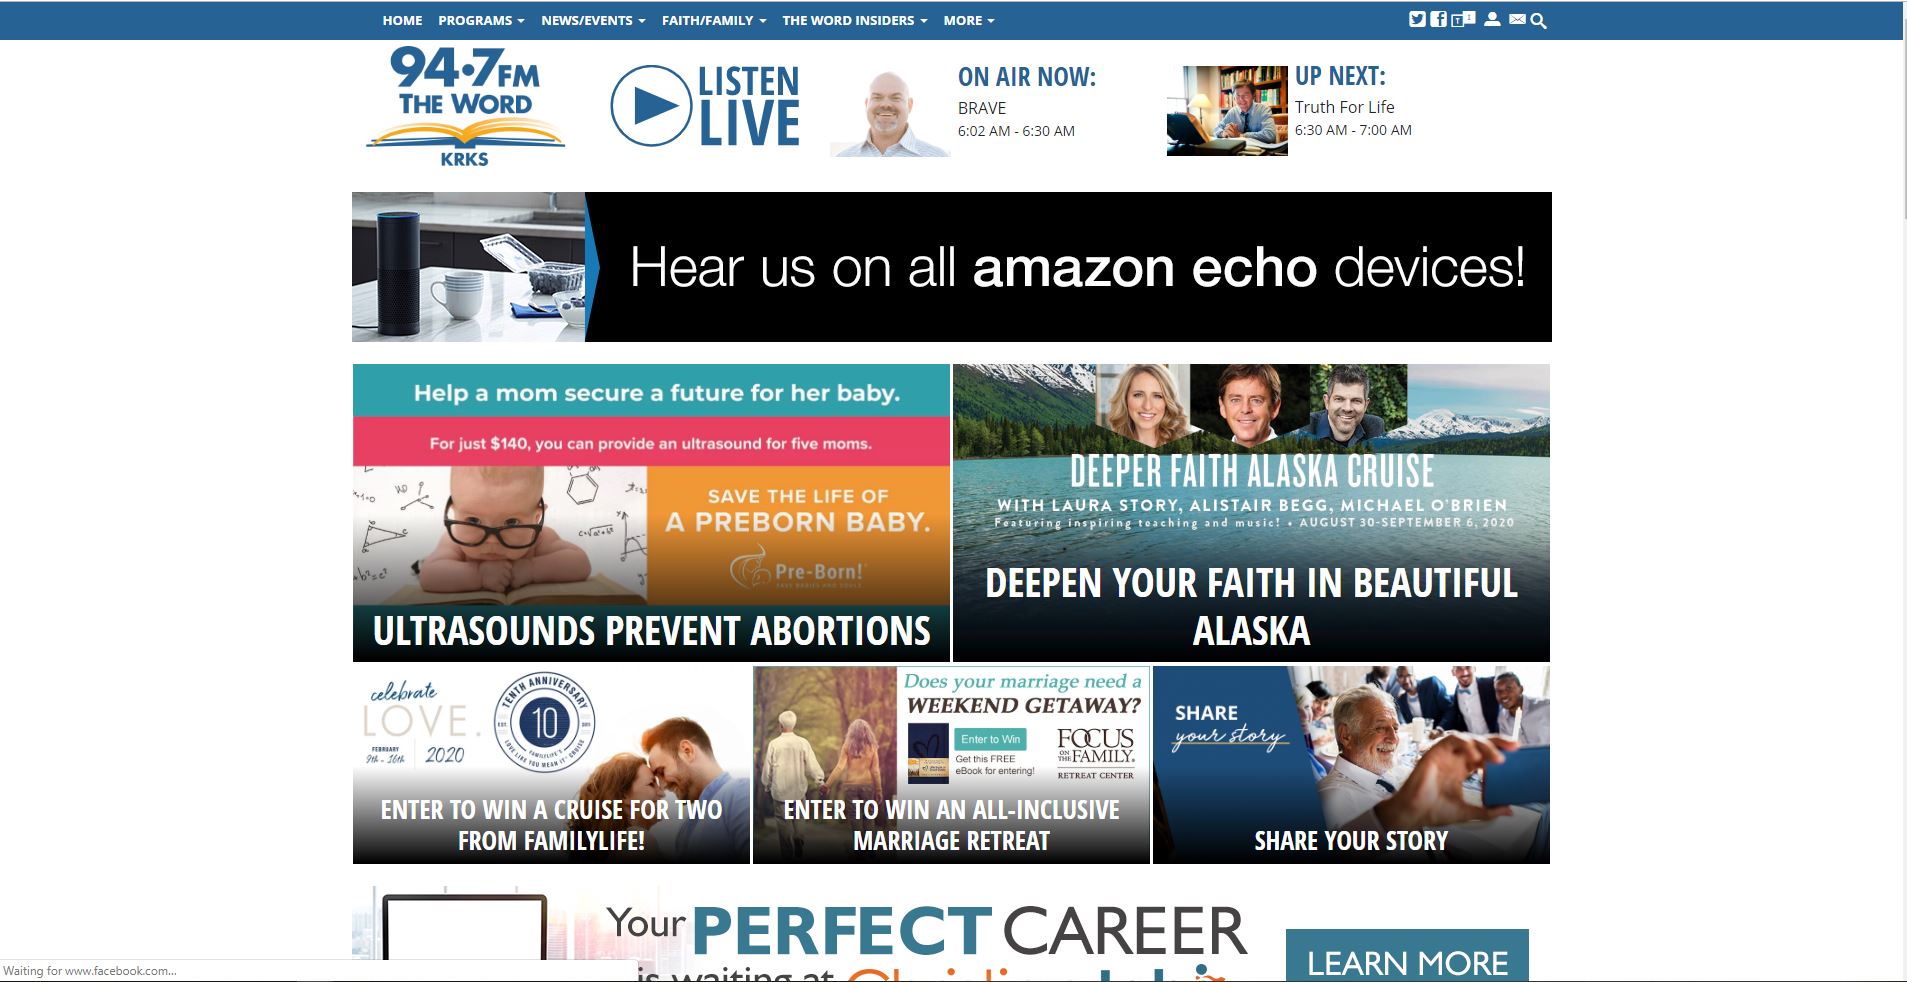 HOME PROGRAMS NEWS/EVENTS FAITH/FAMILY THE WORD INSIDERS MORE
94.7FM
THE WORD
KRKS
LISTEN
LIVE
ON AIR NOW:
BRAVE
6:02 AM - 6:30 AM
UP NEXT:
Truth For Life
6:30 AM - 7:00 AM
Hear us on all amazon echo devices!
Help a mom secure a future for her baby.
For just $140, you can provide an ultrasound for five moms.
SAVE THE LIFE OF
A PREBORN BABY.
Pre-Born!
SAVE BABIES AND SOULS
ULTRASOUNDS PREVENT ABORTIONS
DEEPER FAITH ALASKA CRUISE
WITH LAURA STORY, ALISTAIR BEGG, MICHAEL O'BRIEN
Featuring inspiring teaching and music! • AUGUST 30-SEPTEMBER 6, 2020
DEEPEN YOUR FAITH IN BEAUTIFUL
ALASKA
celebrate
LOVE.
FEBRUARY
9th - 16th
2020
TENTH ANNIVERSARY
10
LOVE LIKE YOU MEAN IT CRUISE
ENTER TO WIN A CRUISE FOR TWO
FROM FAMILYLIFE!
Does your marriage need a
WEEKEND GETAWAY?
Enter to Win
Get this FREE
eBook for entering!
FOCUS
ON THE FAMILY.
RETREAT CENTER
ENTER TO WIN AN ALL-INCLUSIVE
MARRIAGE RETREAT
SHARE
your story
SHARE YOUR STORY
Your PERFECT CAREER
is waiting at
LEARN MORE
Waiting for www.facebook.com...